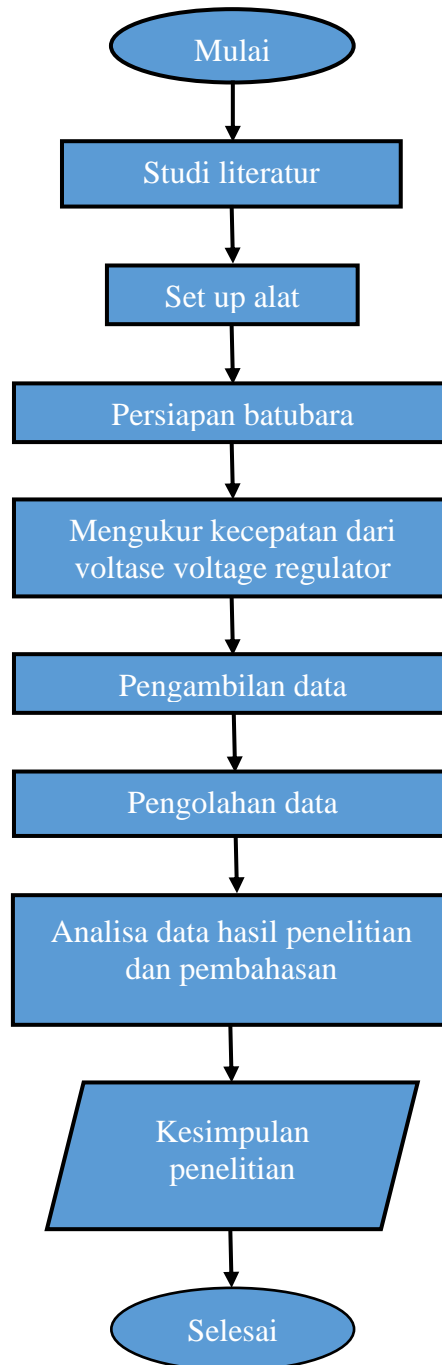 Mulai
Studi literatur
Set up alat
Persiapan batubara
Mengukur kecepatan dari
voltase voltage regulator
Pengambilan data
Pengolahan data
Analisa data hasil penelitian
dan pembahasan
Kesimpulan
penelitian
Selesai